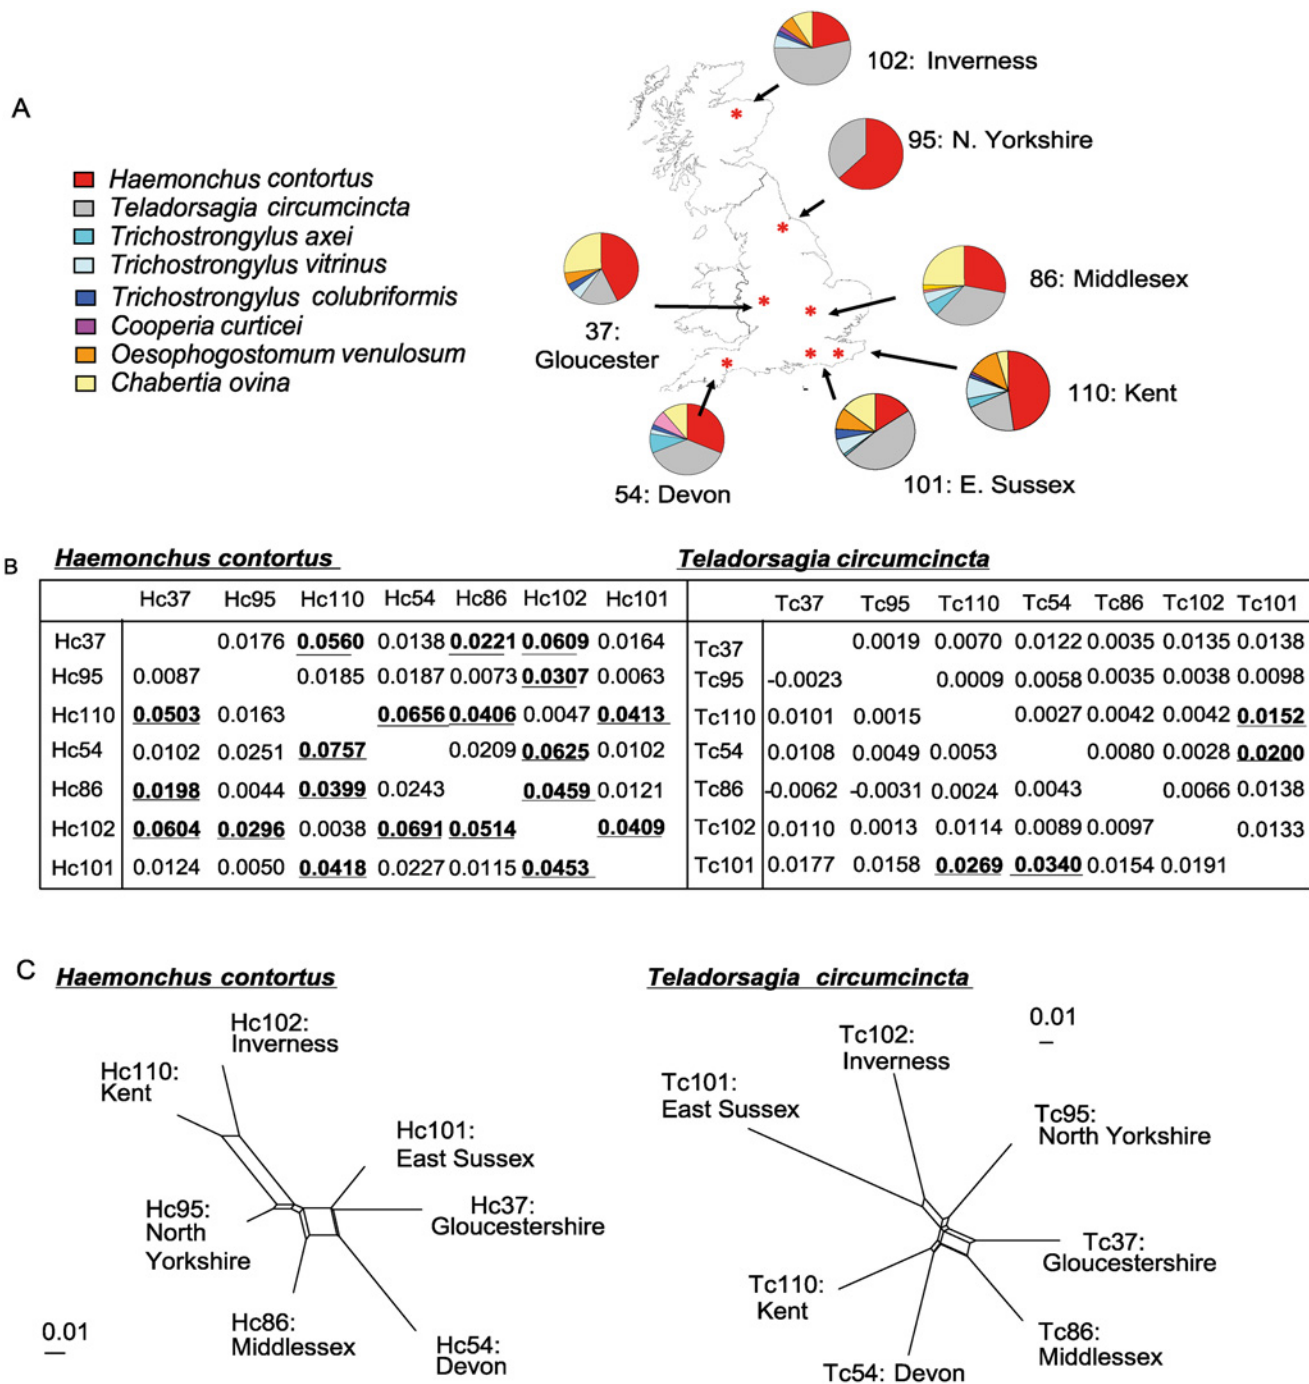 A
Haemonchus contortus
Teladorsagia circumcincta
Trichostrongylus axei
Trichostrongylus vitrinus
Trichostrongylus colubriformis
Cooperia curticei
Oesophogostomum venulosum
Chabertia ovina
102: Inverness
95: N. Yorkshire
86: Middlesex
37:
Gloucester
110: Kent
54: Devon
101: E. Sussex
B
Haemonchus contortus
Hc37 Hc95 Hc110 Hc54 Hc86 Hc102 Hc101
Hc37 0.0176 0.0560 0.0138 0.0221 0.0609 0.0164
Hc95 0.0087 0.0185 0.0187 0.0073 0.0307 0.0063
Hc110 0.0503 0.0163 0.0656 0.0406 0.0047 0.0413
Hc54 0.0102 0.0251 0.0757 0.0209 0.0625 0.0102
Hc86 0.0198 0.0044 0.0399 0.0243 0.0459 0.0121
Hc102 0.0604 0.0296 0.0038 0.0691 0.0514 0.0409
Hc101 0.0124 0.0050 0.0418 0.0227 0.0115 0.0453
Teladorsagia circumcincta
Tc37 Tc95 Tc110 Tc54 Tc86 Tc102 Tc101
Tc37 0.0019 0.0070 0.0122 0.0035 0.0135 0.0138
Tc95 -0.0023 0.0009 0.0058 0.0035 0.0038 0.0098
Tc110 0.0101 0.0015 0.0027 0.0042 0.0042 0.0152
Tc54 0.0108 0.0049 0.0053 0.0080 0.0028 0.0200
Tc86 -0.0062 -0.0031 0.0024 0.0043 0.0066 0.0138
Tc102 0.0110 0.0013 0.0114 0.0089 0.0097 0.0133
Tc101 0.0177 0.0158 0.0269 0.0340 0.0154 0.0191
C
Haemonchus contortus
Hc102:
Inverness
Hc110:
Kent
Hc101:
East Sussex
Hc95:
North
Yorkshire
Hc37:
Gloucestershire
Hc86:
Middlessex
Hc54:
Devon
0.01
Teladorsagia circumcincta
0.01
Tc102:
Inverness
Tc101:
East Sussex
Tc95:
North Yorkshire
Tc37:
Gloucestershire
Tc110:
Kent
Tc86:
Middlessex
Tc54: Devon